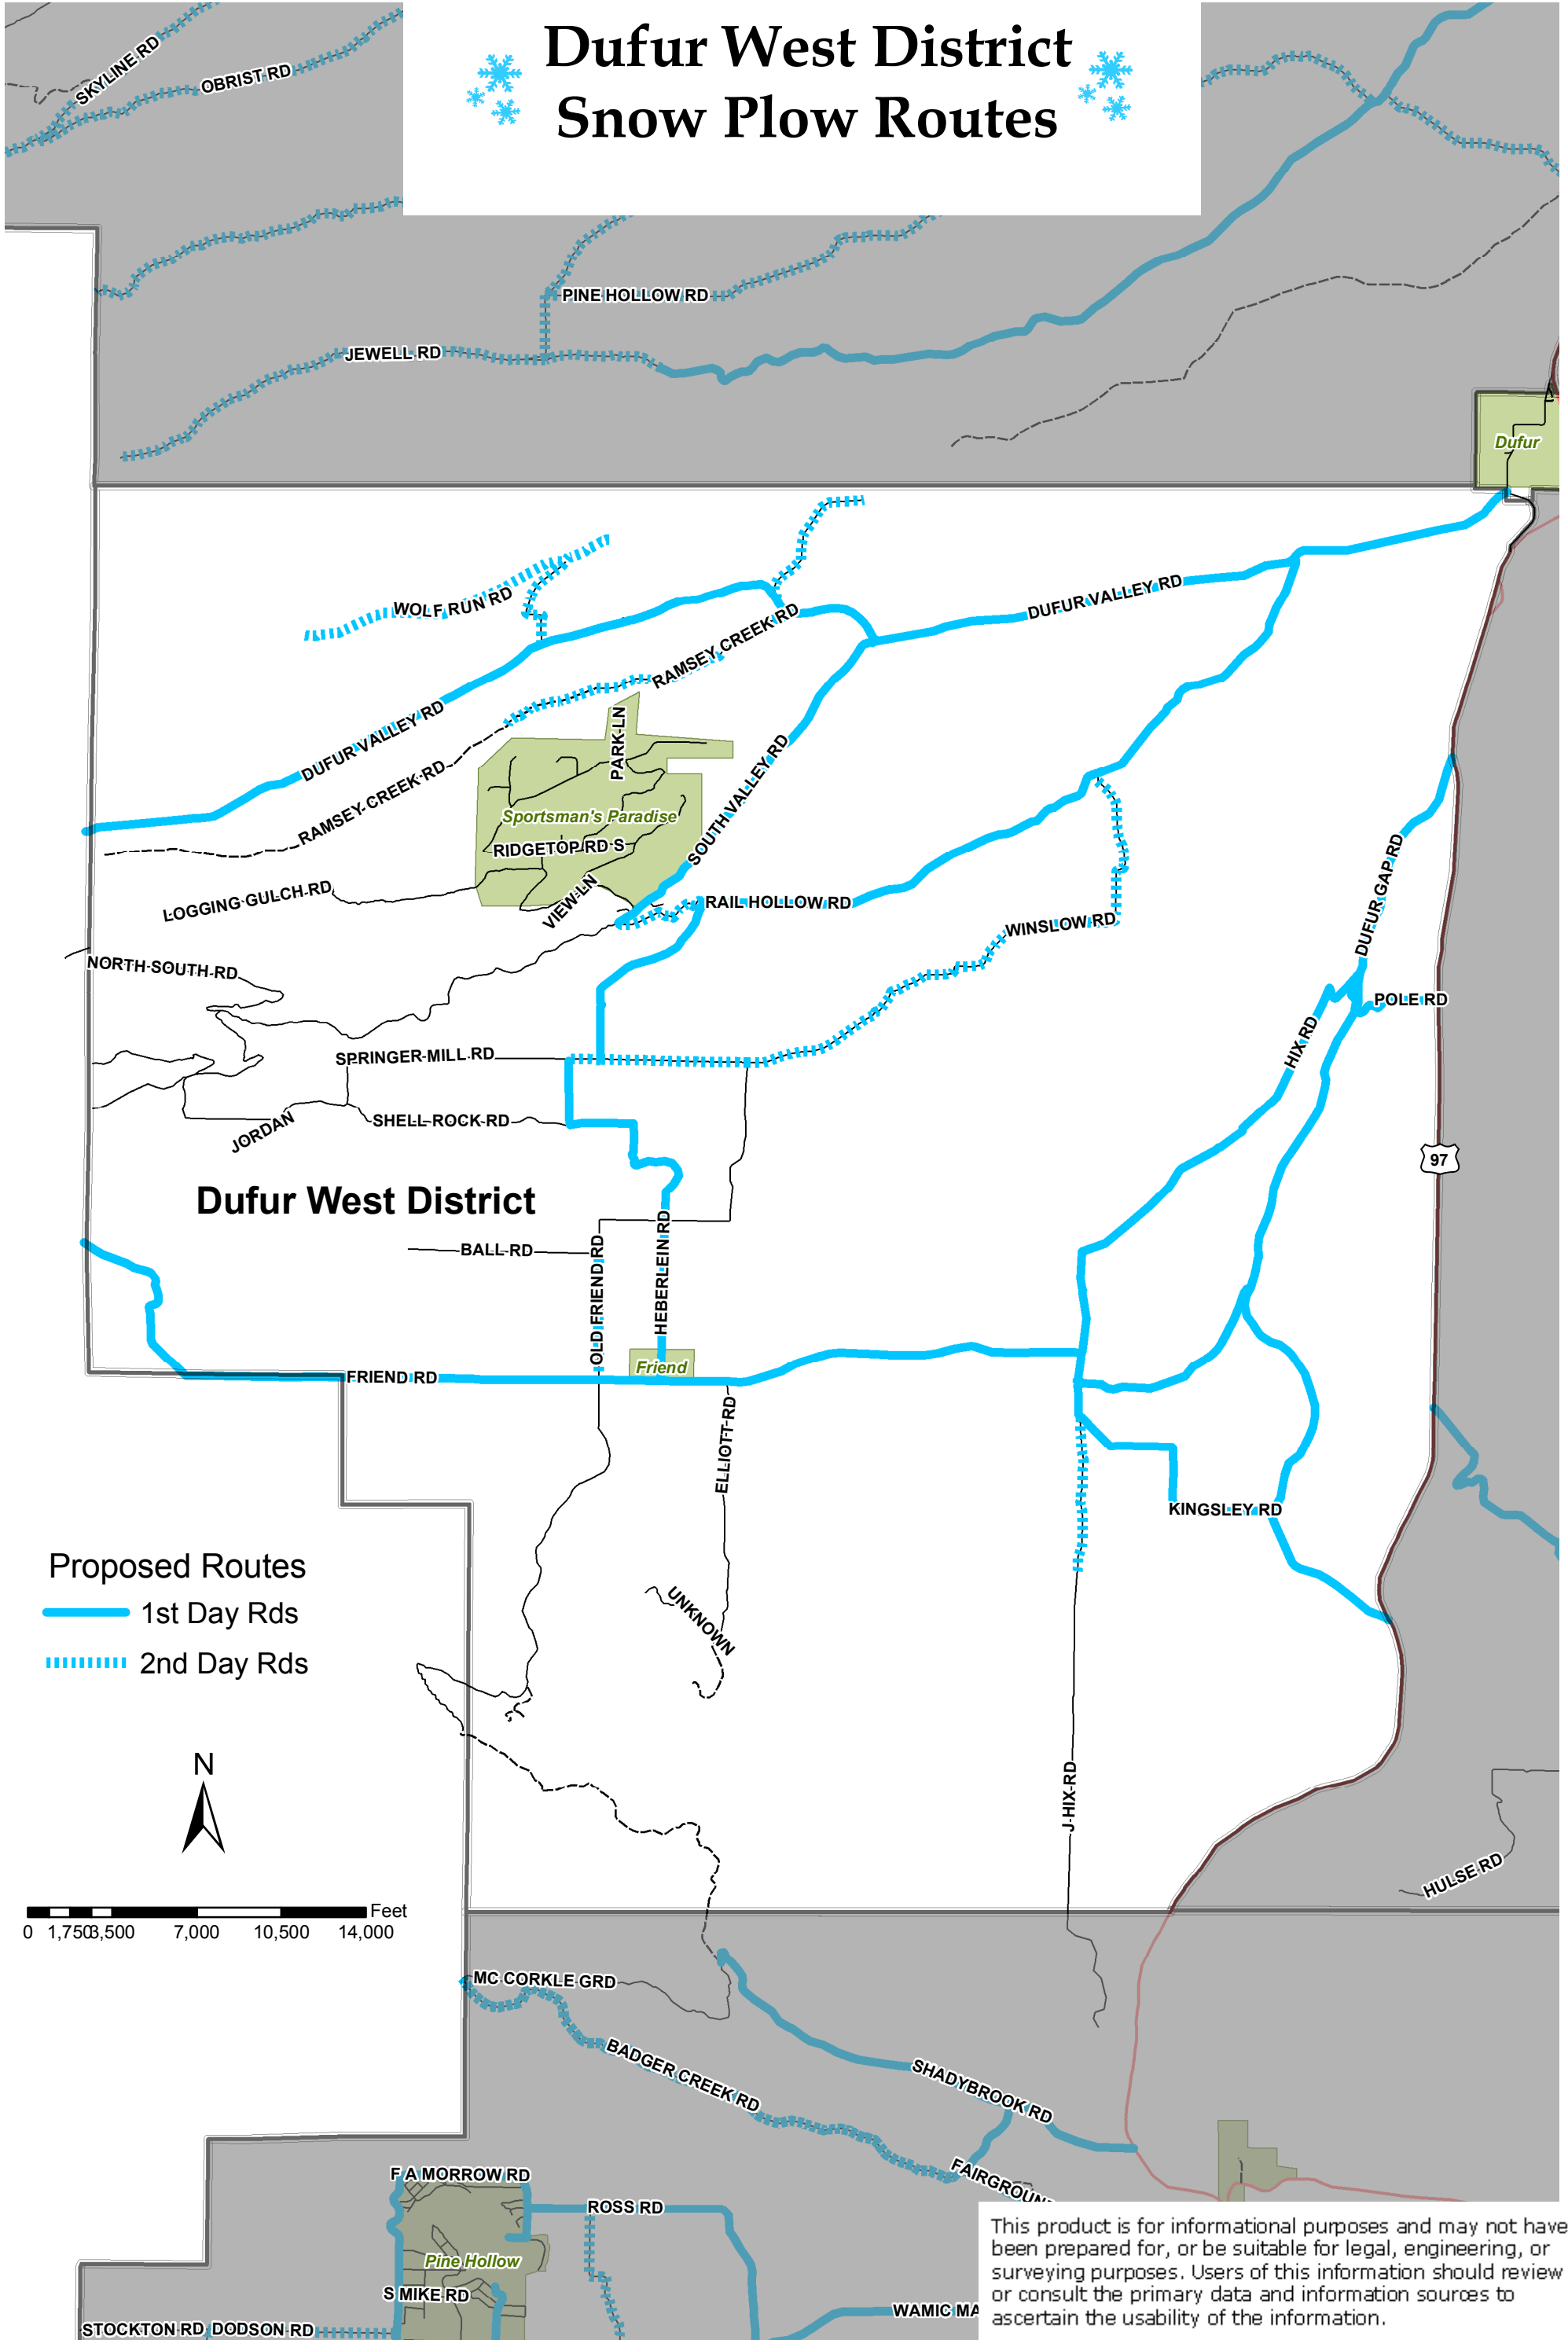 Dufur West District
Snow Plow Routes
SKYLINE RD
OBRIST RD
PINE HOLLOW RD
JEWELL RD
Dufur
WOLF RUN RD
DUFUR VALLEY RD
RAMSEY CREEK RD
DUFUR VALLEY RD
RAMSEY CREEK RD
PARK LN
Sportsman's Paradise
RIDGETOP RD S
SOUTH VALLEY RD
LOGGING GULCH RD
VIEW LN
RAIL HOLLOW RD
WINSLOW RD
DUFUR GAP RD
NORTH SOUTH RD
POLE RD
HIX RD
SPRINGER MILL RD
SHELL ROCK RD
JORDAN
97
Dufur West District
BALL RD
OLD FRIEND RD
HEBERLEIN RD
Friend
FRIEND RD
ELLIOTT RD
KINGSLEY RD
UNKNOWN
J HIX RD
Proposed Routes
1st Day Rds
2nd Day Rds
N
Feet
0 1,750 3,500 7,000 10,500 14,000
HULSE RD
MC CORKLE GRD
BADGER CREEK RD
SHADYBROOK RD
FAIRGROUN
F A MORROW RD
ROSS RD
Pine Hollow
S MIKE RD
STOCKTON RD DODSON RD
WAMIC MA
This product is for informational purposes and may not have
been prepared for, or be suitable for legal, engineering, or
surveying purposes. Users of this information should review
or consult the primary data and information sources to
ascertain the usability of the information.